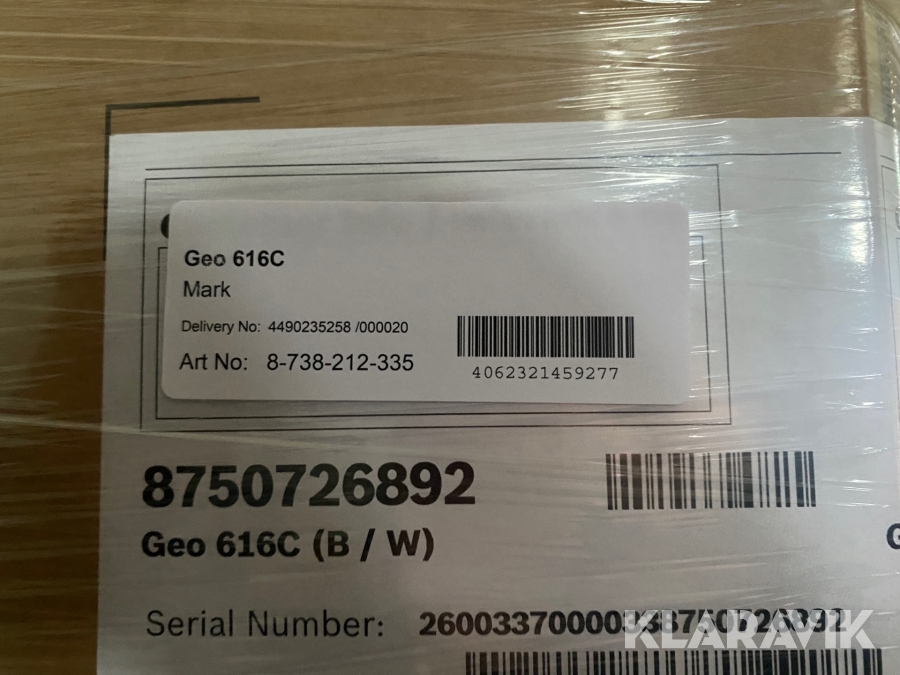 Geo 616C
Mark
Delivery No: 4490235258 /000020
Art No: 8-738-212-335
4062321459277
8750726892
Geo 616C (B / W)
Serial Number: 26003370000338750726892
KLARAVIK